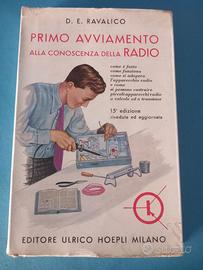 D. E. RAVALICO
PRIMO AVVIAMENTO
ALLA CONOSCENZA DELLA RADIO
come è fatto
come funziona
come si adopera
l'apparecchio radio
e come
si possono costruire
piccoli apparecchi radio
a valvole ed a transistor
15ª edizione
riveduta ed aggiornata
EDITORE ULRICO HOEPLI MILANO
subito